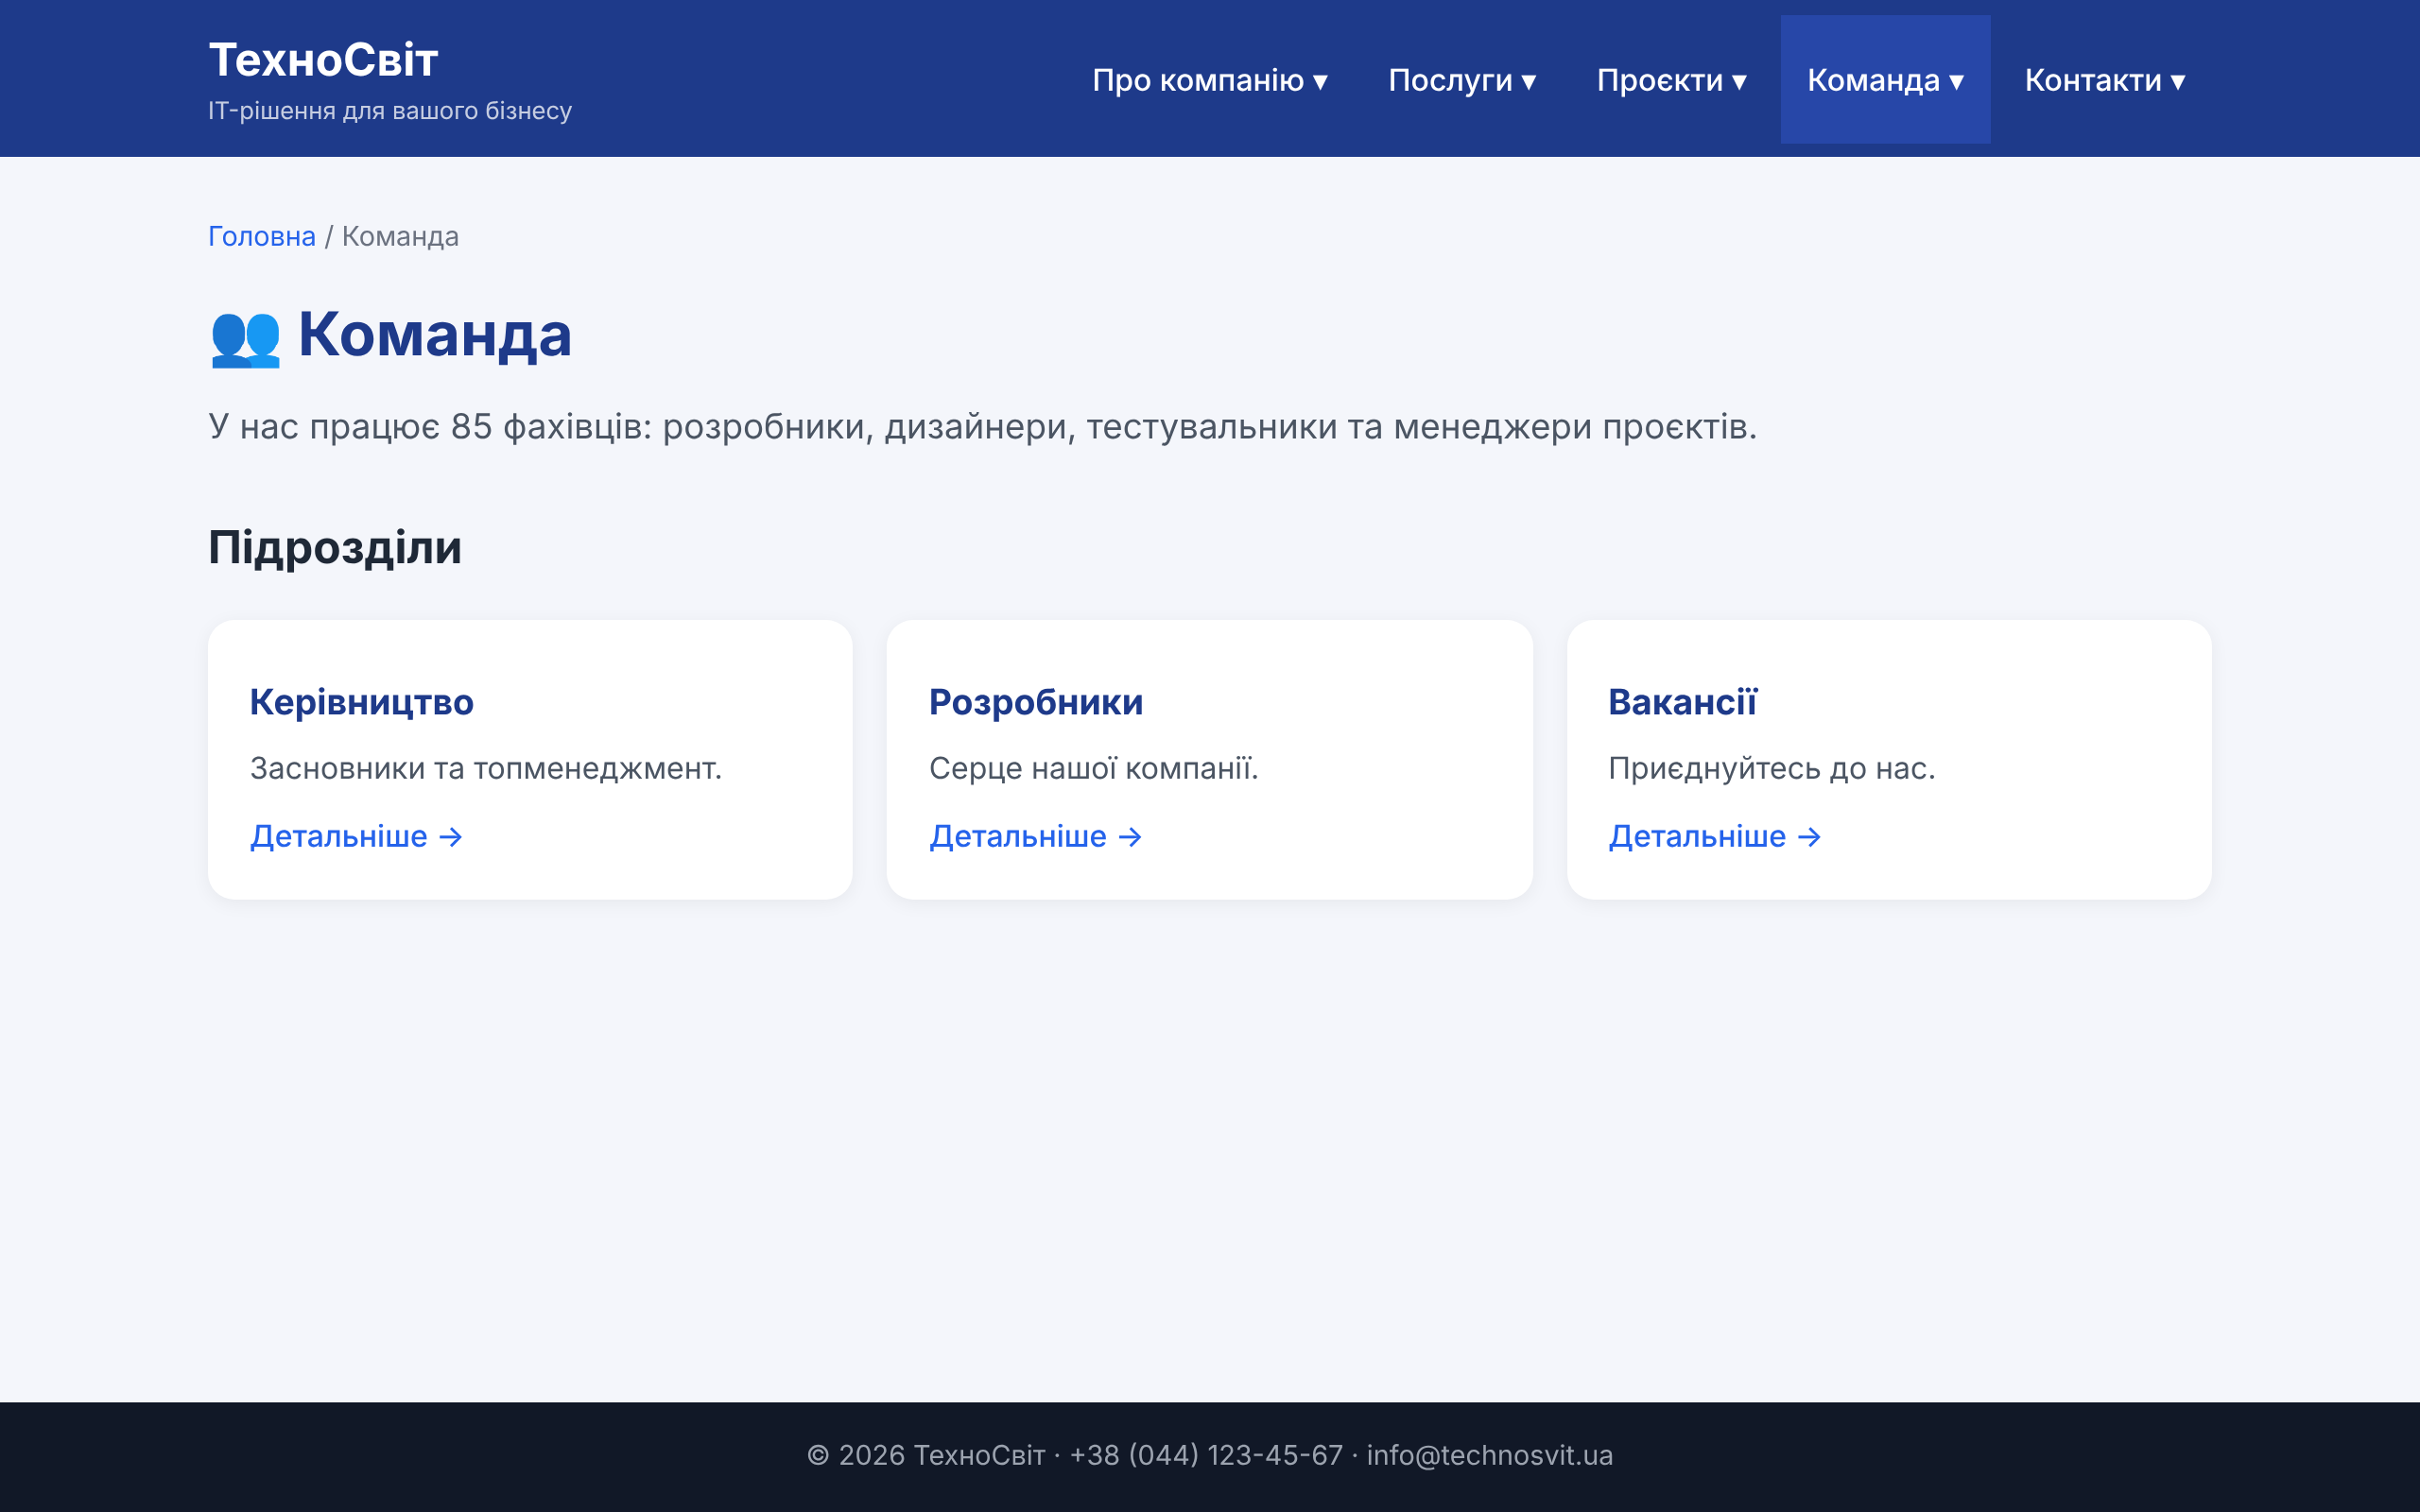 ТехноСвіт
ІТ-рішення для вашого бізнесу
Про компанію ▾ Послуги ▾ Проєкти ▾ Команда ▾ Контакти ▾
Головна / Команда
👥 Команда
У нас працює 85 фахівців: розробники, дизайнери, тестувальники та менеджери проєктів.
Підрозділи
Керівництво
Засновники та топменеджмент.
Детальніше →
Розробники
Серце нашої компанії.
Детальніше →
Вакансії
Приєднуйтесь до нас.
Детальніше →
© 2026 ТехноСвіт · +38 (044) 123-45-67 · info@technosvit.ua